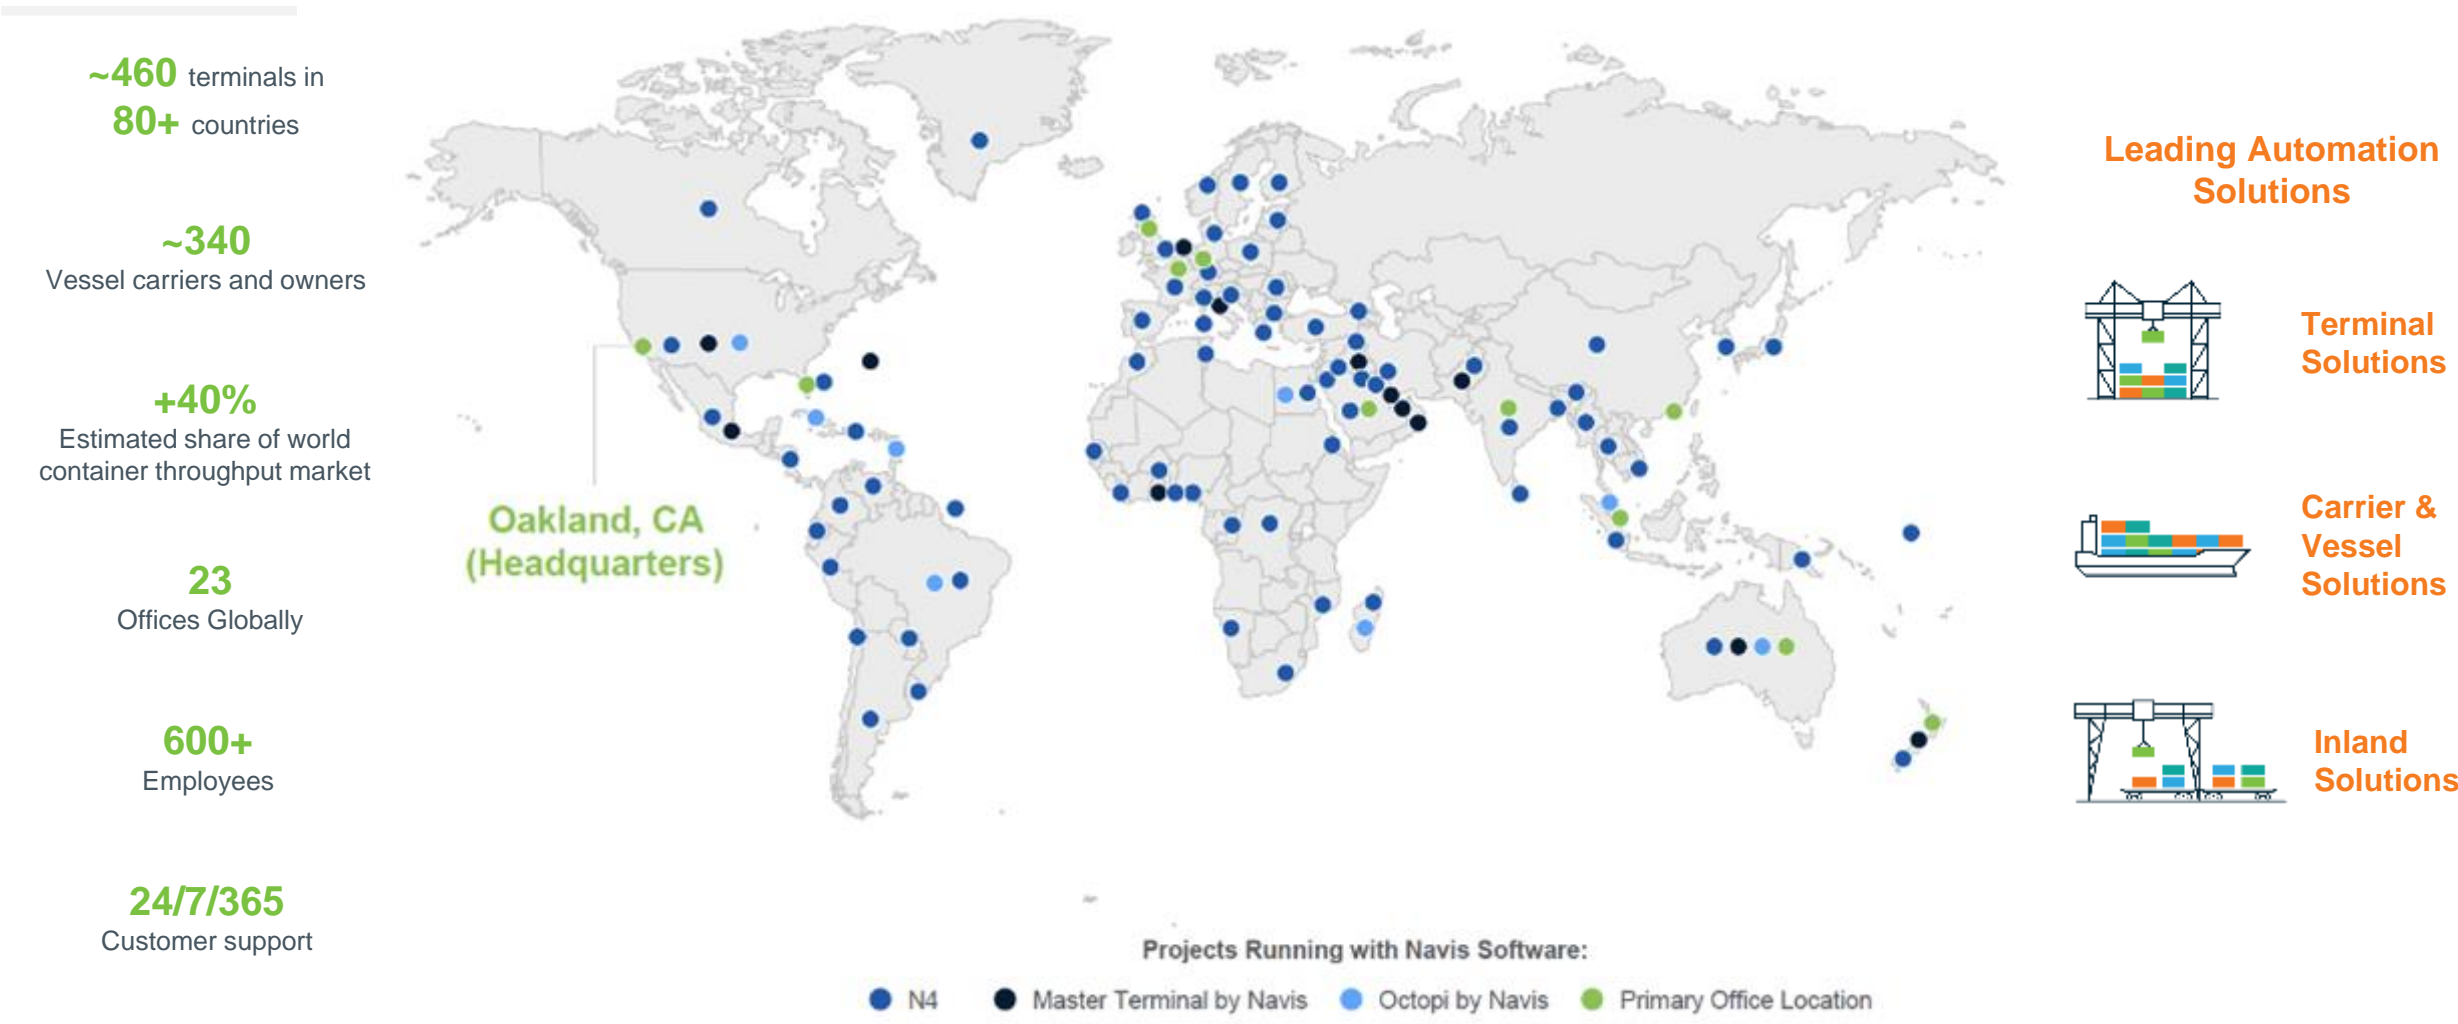 ~460 terminals in
80+ countries
~340
Vessel carriers and owners
+40%
Estimated share of world
container throughput market
23
Offices Globally
600+
Employees
24/7/365
Customer support
Oakland, CA
(Headquarters)
Projects Running with Navis Software:
N4 Master Terminal by Navis Octopi by Navis Primary Office Location
Leading Automation
Solutions
Terminal
Solutions
Carrier &
Vessel
Solutions
Inland
Solutions